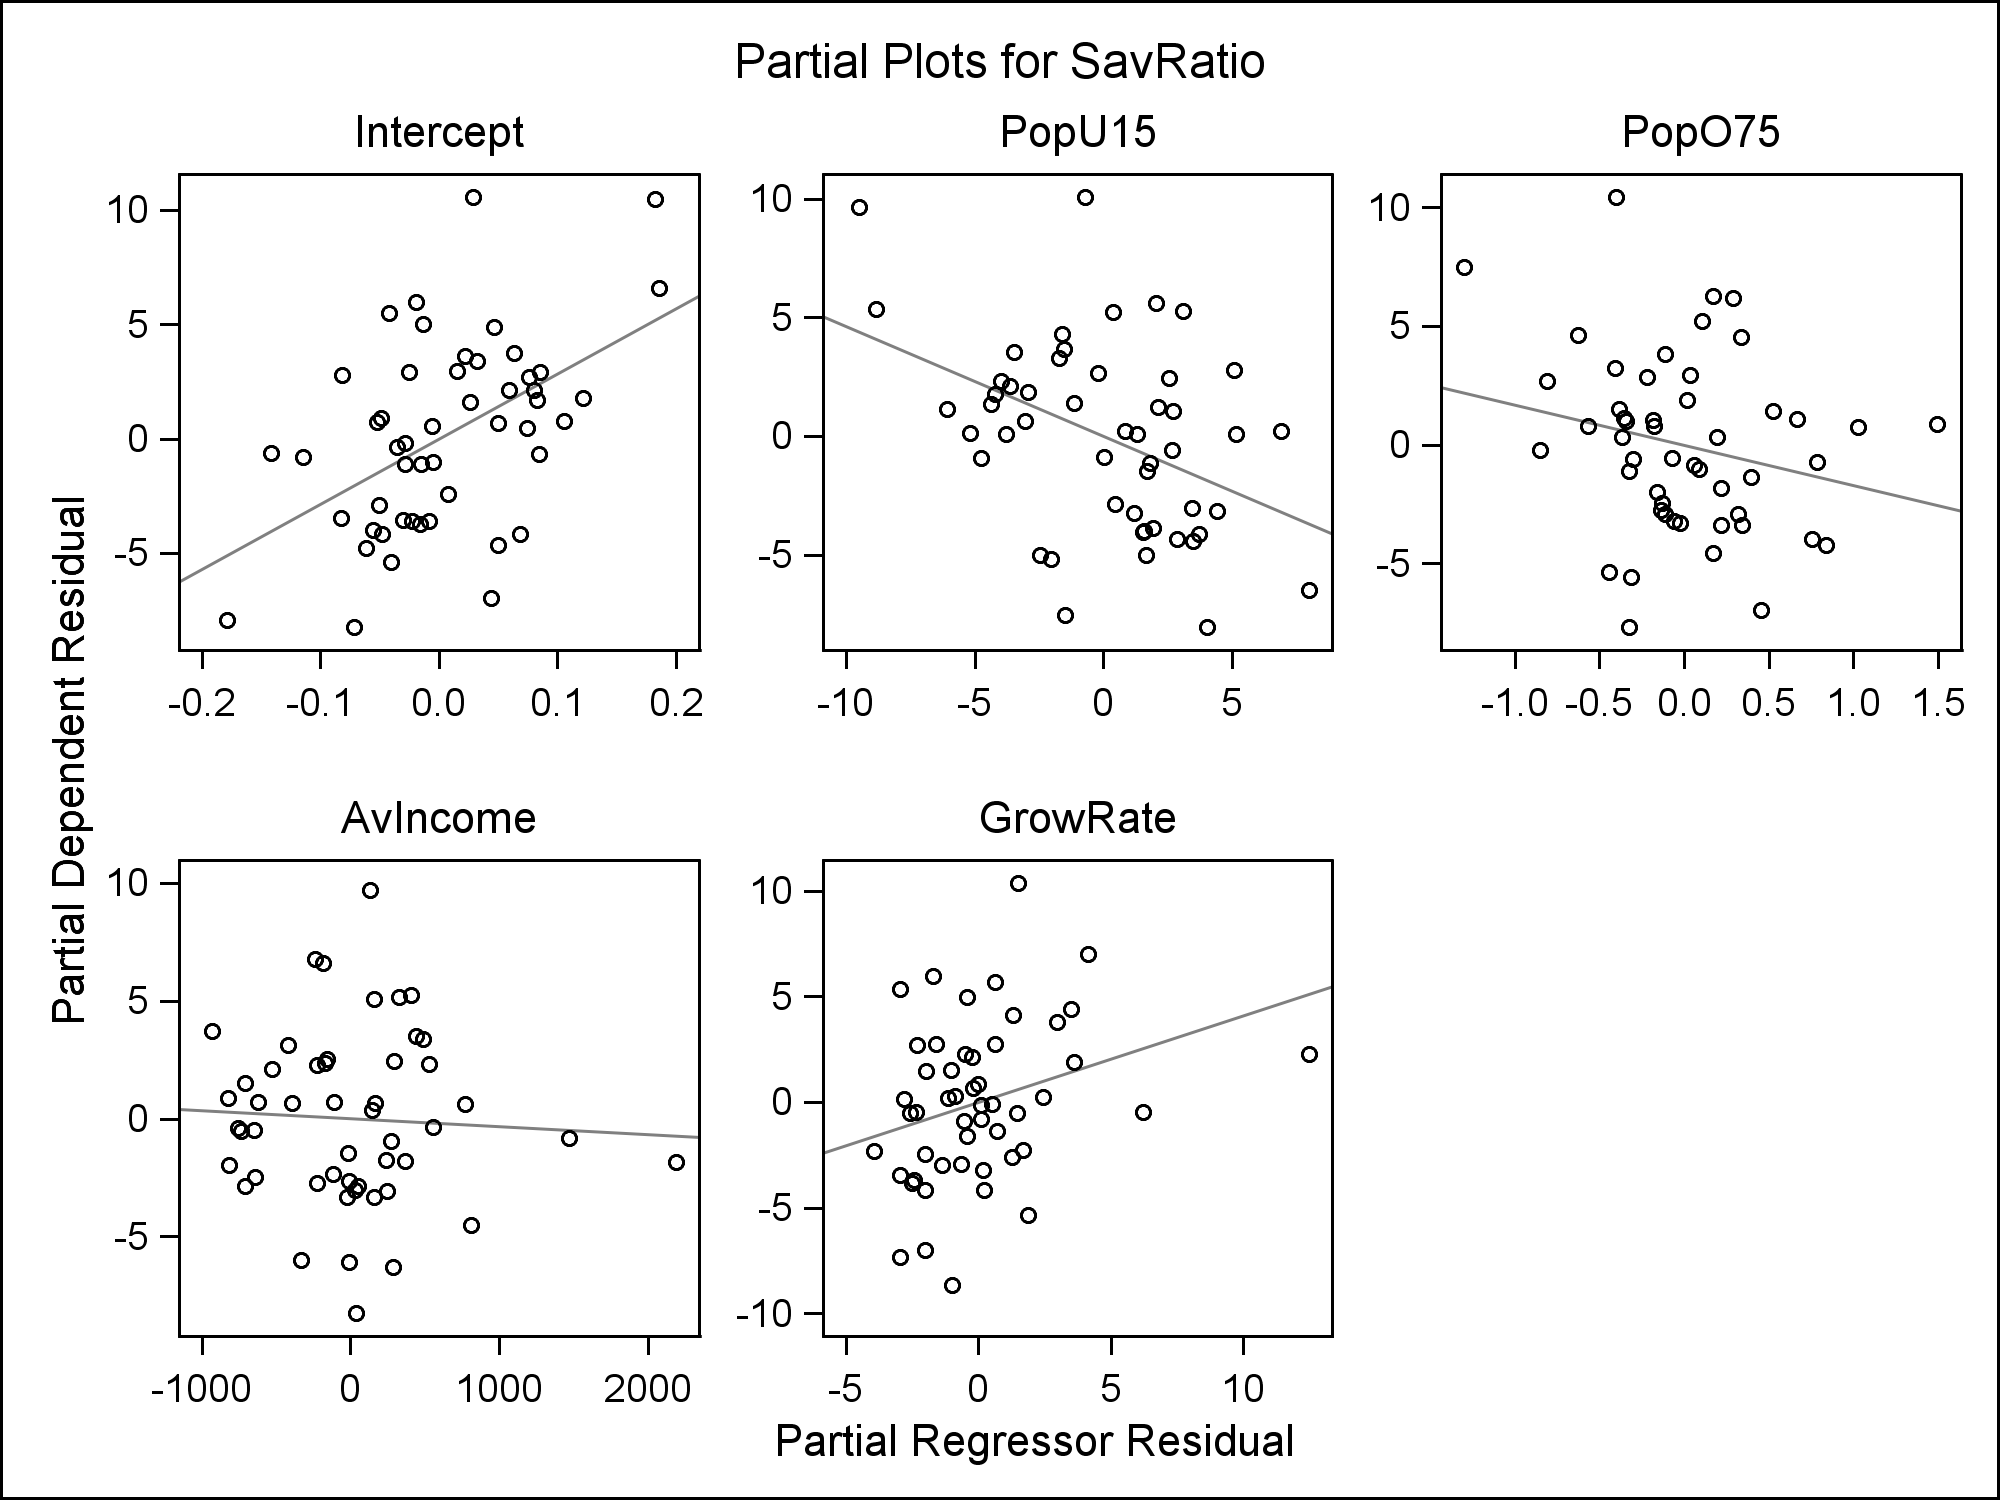 Partial Plots for SavRatio
Intercept
PopU15
PopO75
10
5
0
-5
-0.2 -0.1 0.0 0.1 0.2
10
5
0
-5
-10 -5 0 5
10
5
0
-5
-1.0 -0.5 0.0 0.5 1.0 1.5
Partial Dependent Residual
AvIncome
GrowRate
10
5
0
-5
-1000 0 1000 2000
10
5
0
-5
-10
-5 0 5 10
Partial Regressor Residual